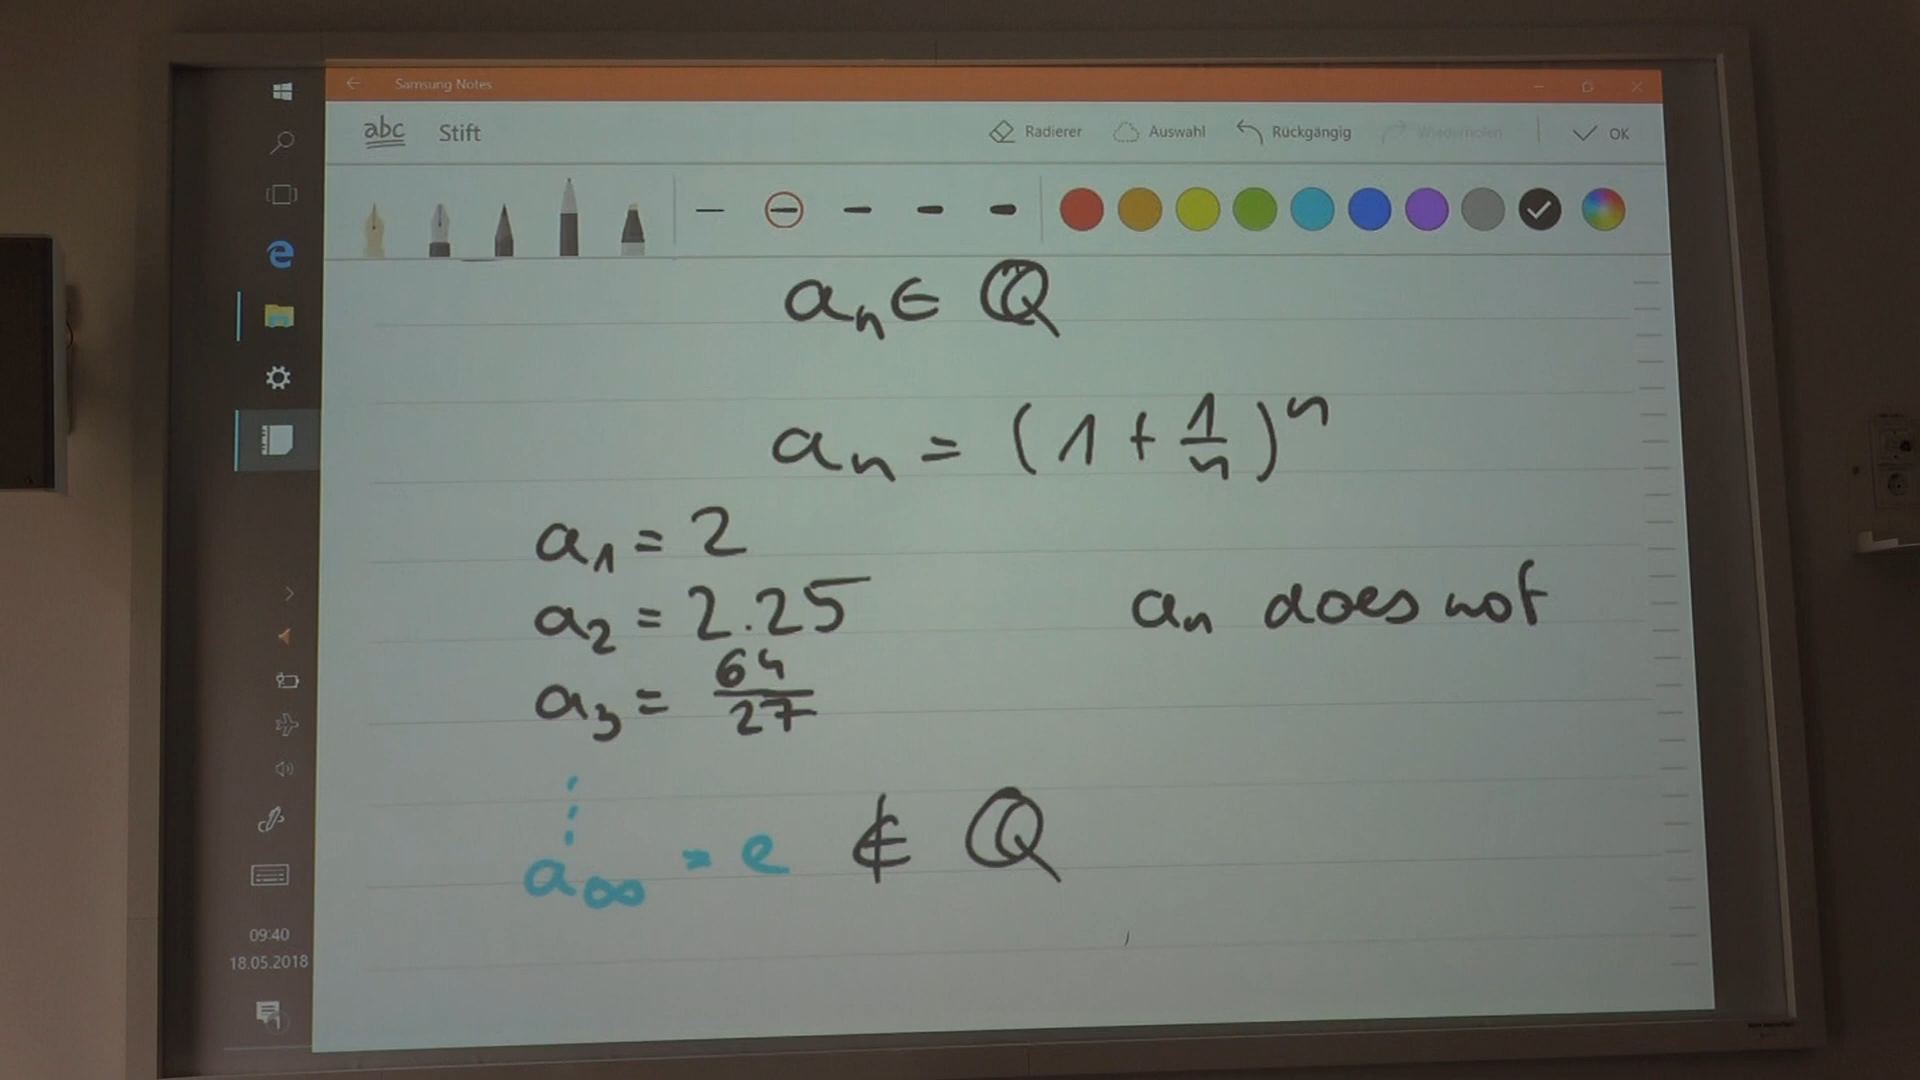 Samsung Notes
abc Stift Radierer Auswahl Rückgängig Wiederholen OK
aₙ ∈ ℚ
aₙ = (1 + 1/n)ⁿ
a₁ = 2
a₂ = 2.25 aₙ does not
a₃ = 64/27
⋮
a∞ = e ∉ ℚ
09:40
18.05.2018